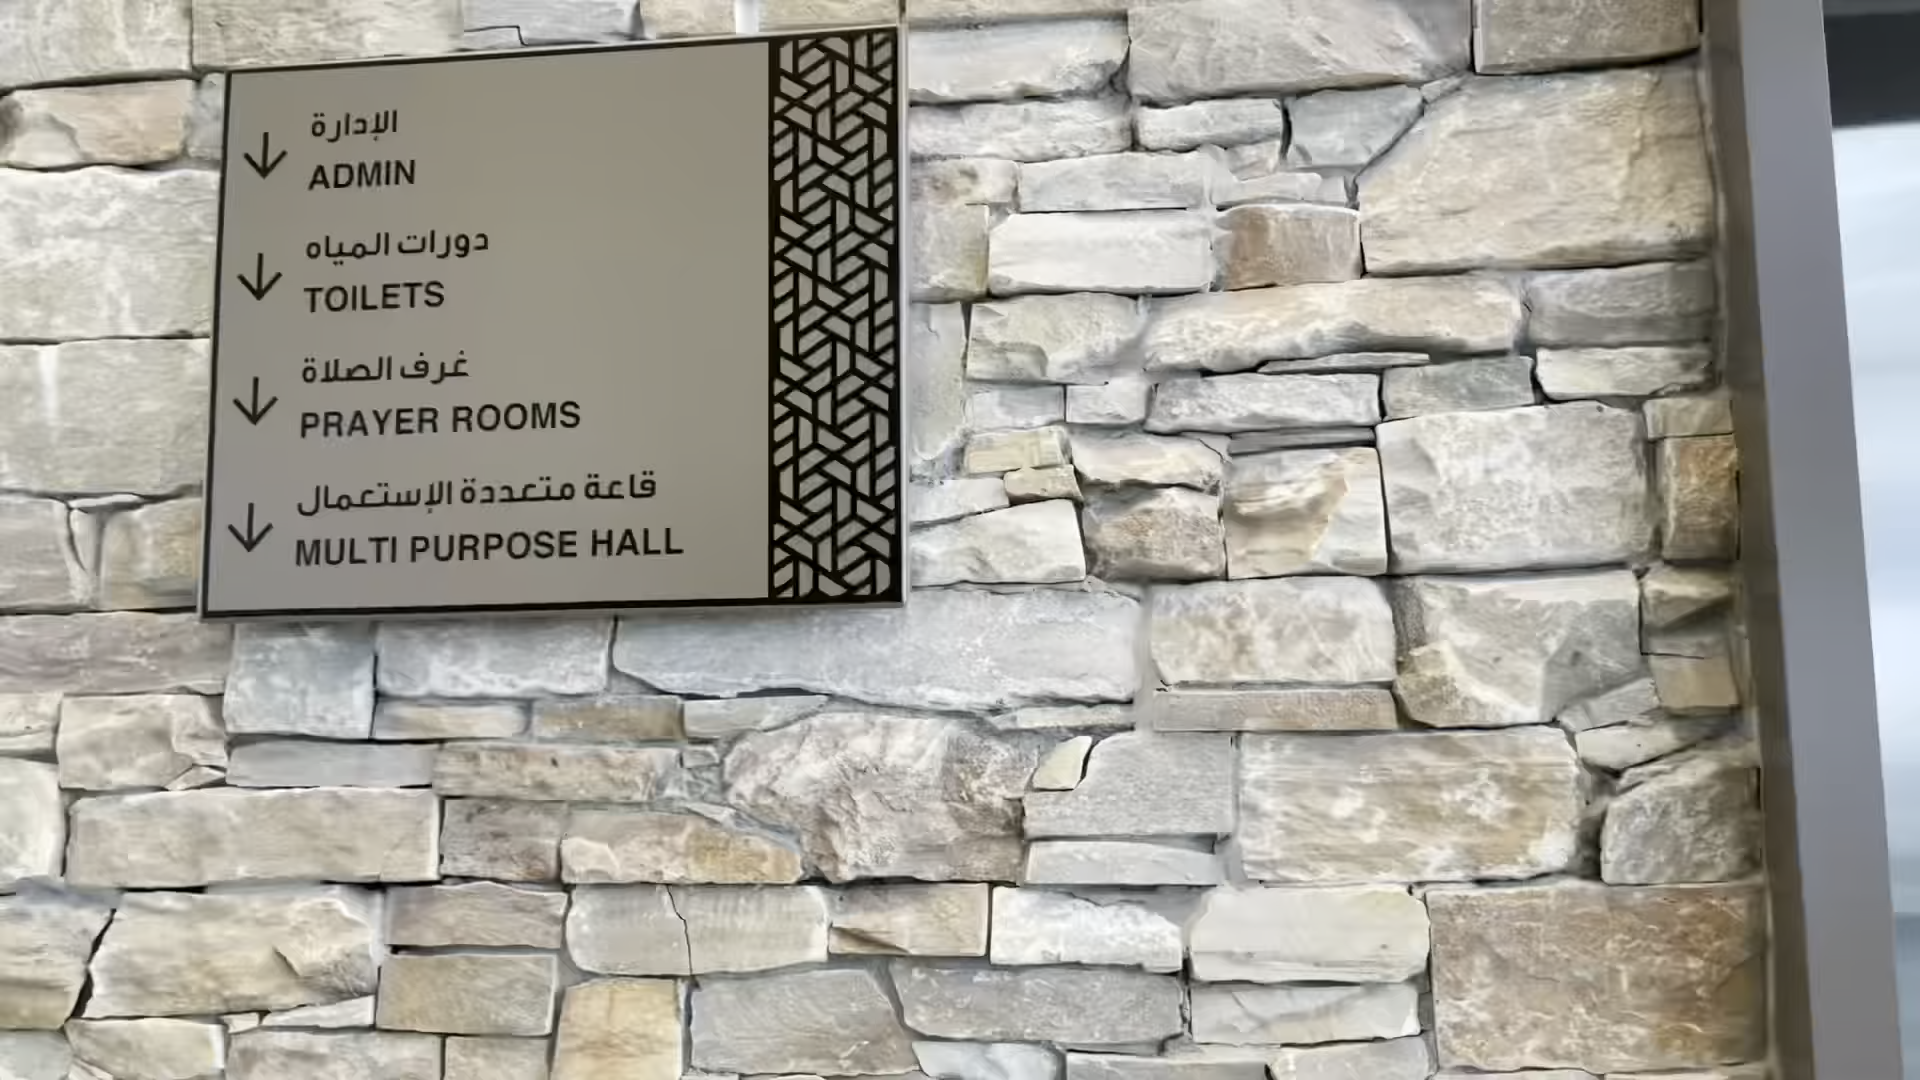 الإدارة
ADMIN
دورات المياه
TOILETS
غرف الصلاة
PRAYER ROOMS
قاعة متعددة الإستعمال
MULTI PURPOSE HALL